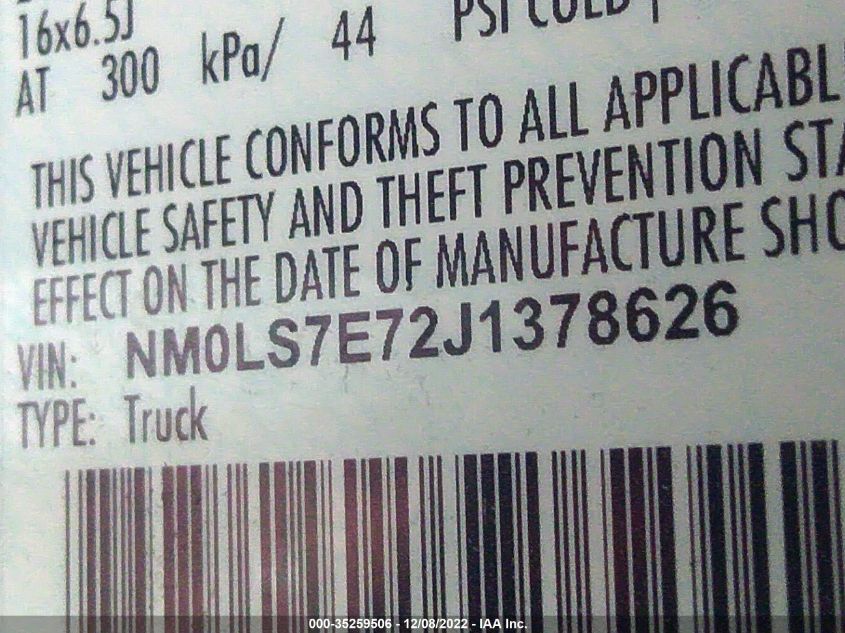 16x6.5J
AT 300 kPa/ 44 PSI COLD
THIS VEHICLE CONFORMS TO ALL APPLICABL
VEHICLE SAFETY AND THEFT PREVENTION STA
EFFECT ON THE DATE OF MANUFACTURE SHO
VIN: NM0LS7E72J1378626
TYPE: Truck
000-35259506 - 12/08/2022 - IAA Inc.